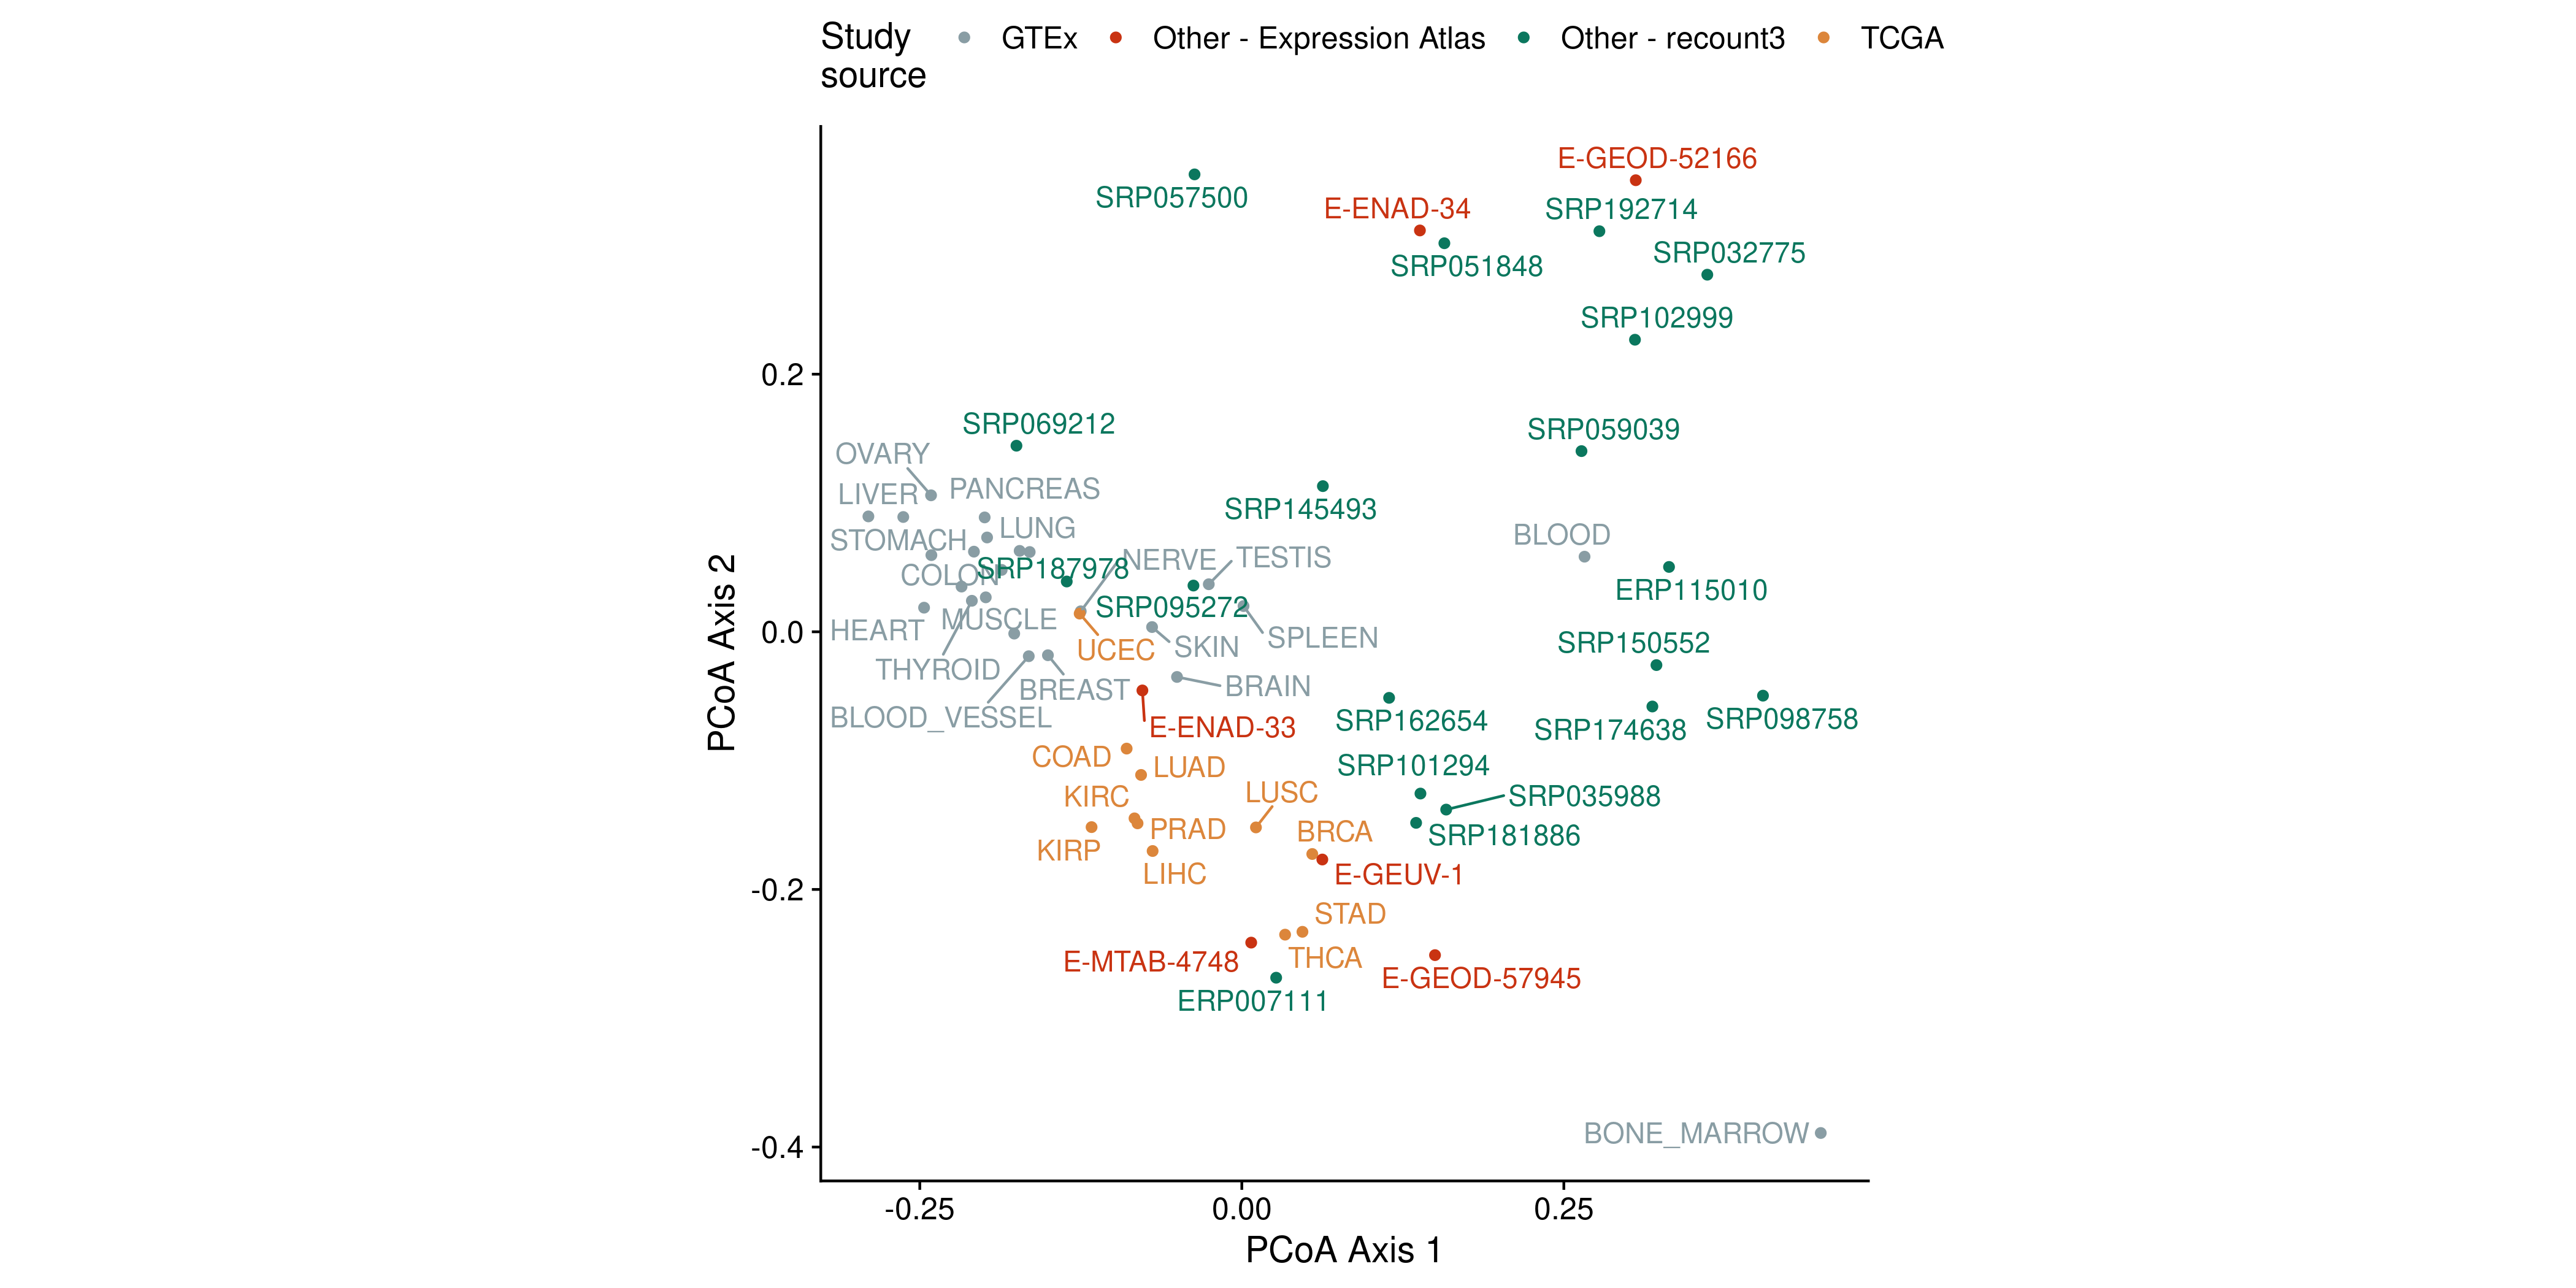 Study source
GTEx
Other - Expression Atlas
Other - recount3
TCGA
E-GEOD-52166
SRP057500
E-ENAD-34
SRP192714
SRP051848
SRP032775
SRP102999
0.2
SRP069212
SRP059039
OVARY
LIVER
PANCREAS
SRP145493
LUNG
BLOOD
STOMACH
NERVE
TESTIS
SRP187978
COLON
ERP115010
SRP095272
MUSCLE
HEART
0.0
SPLEEN
SRP150552
UCEC
SKIN
THYROID
BREAST
BRAIN
BLOOD_VESSEL
SRP162654
SRP098758
E-ENAD-33
SRP174638
COAD
LUAD
SRP101294
KIRC
LUSC
SRP035988
PRAD
BRCA
SRP181886
KIRP
LIHC
E-GEUV-1
-0.2
STAD
E-MTAB-4748
THCA
E-GEOD-57945
ERP007111
BONE_MARROW
-0.4
-0.25
0.00
0.25
PCoA Axis 1
PCoA Axis 2